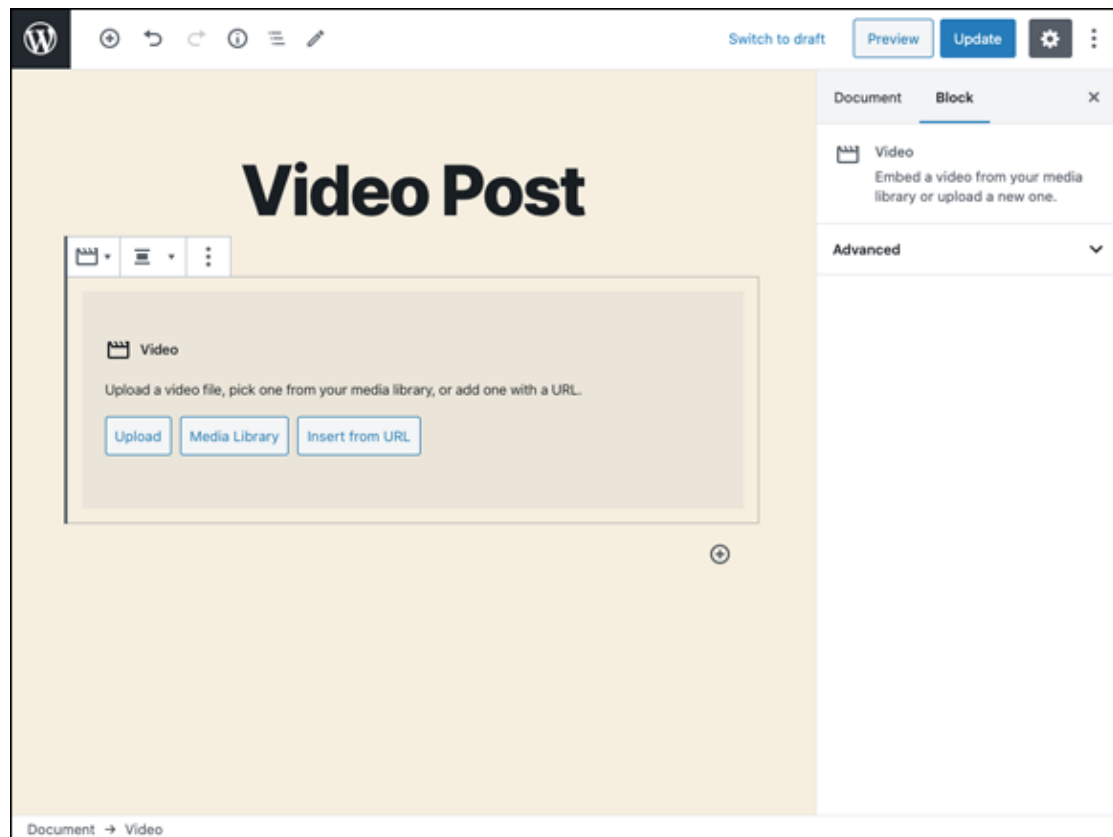 Switch to draft
Preview
Update
Document
Block
Video
Embed a video from your media
library or upload a new one.
Advanced
Video Post
Video
Upload a video file, pick one from your media library, or add one with a URL.
Upload
Media Library
Insert from URL
Document → Video